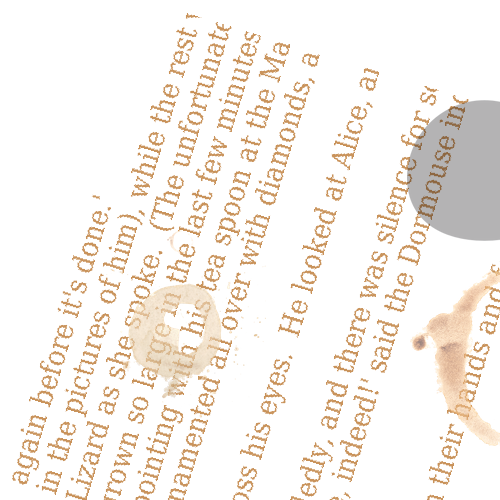 again before it's done.'
in the pictures of him), while the rest
Lizard as she spoke. (The unfortunate
rown so large in the last few minutes
ointing with his tea spoon at the Ma
namented all over with diamonds, a
oss his eyes. He looked at Alice, an
edly, and there was silence for so
indeed!' said the Dormouse ind
their hands and